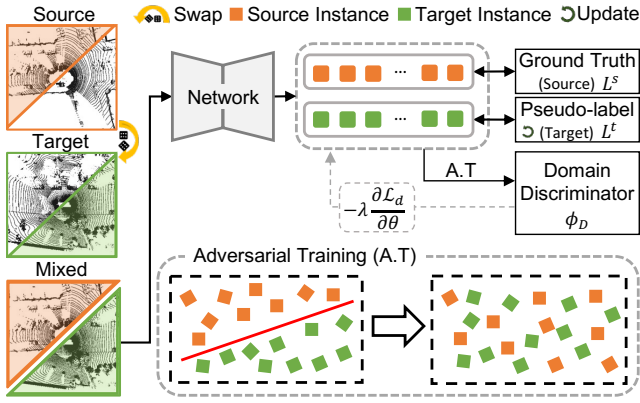 Source
Swap
Source Instance
Target Instance
Update
Network
...
Ground Truth
(Source) L^s
Target
...
Pseudo-label
(Target) L^t
A.T
Domain
Discriminator
ϕ_D
−λ ∂ℒ_d/∂θ
Mixed
Adversarial Training (A.T)